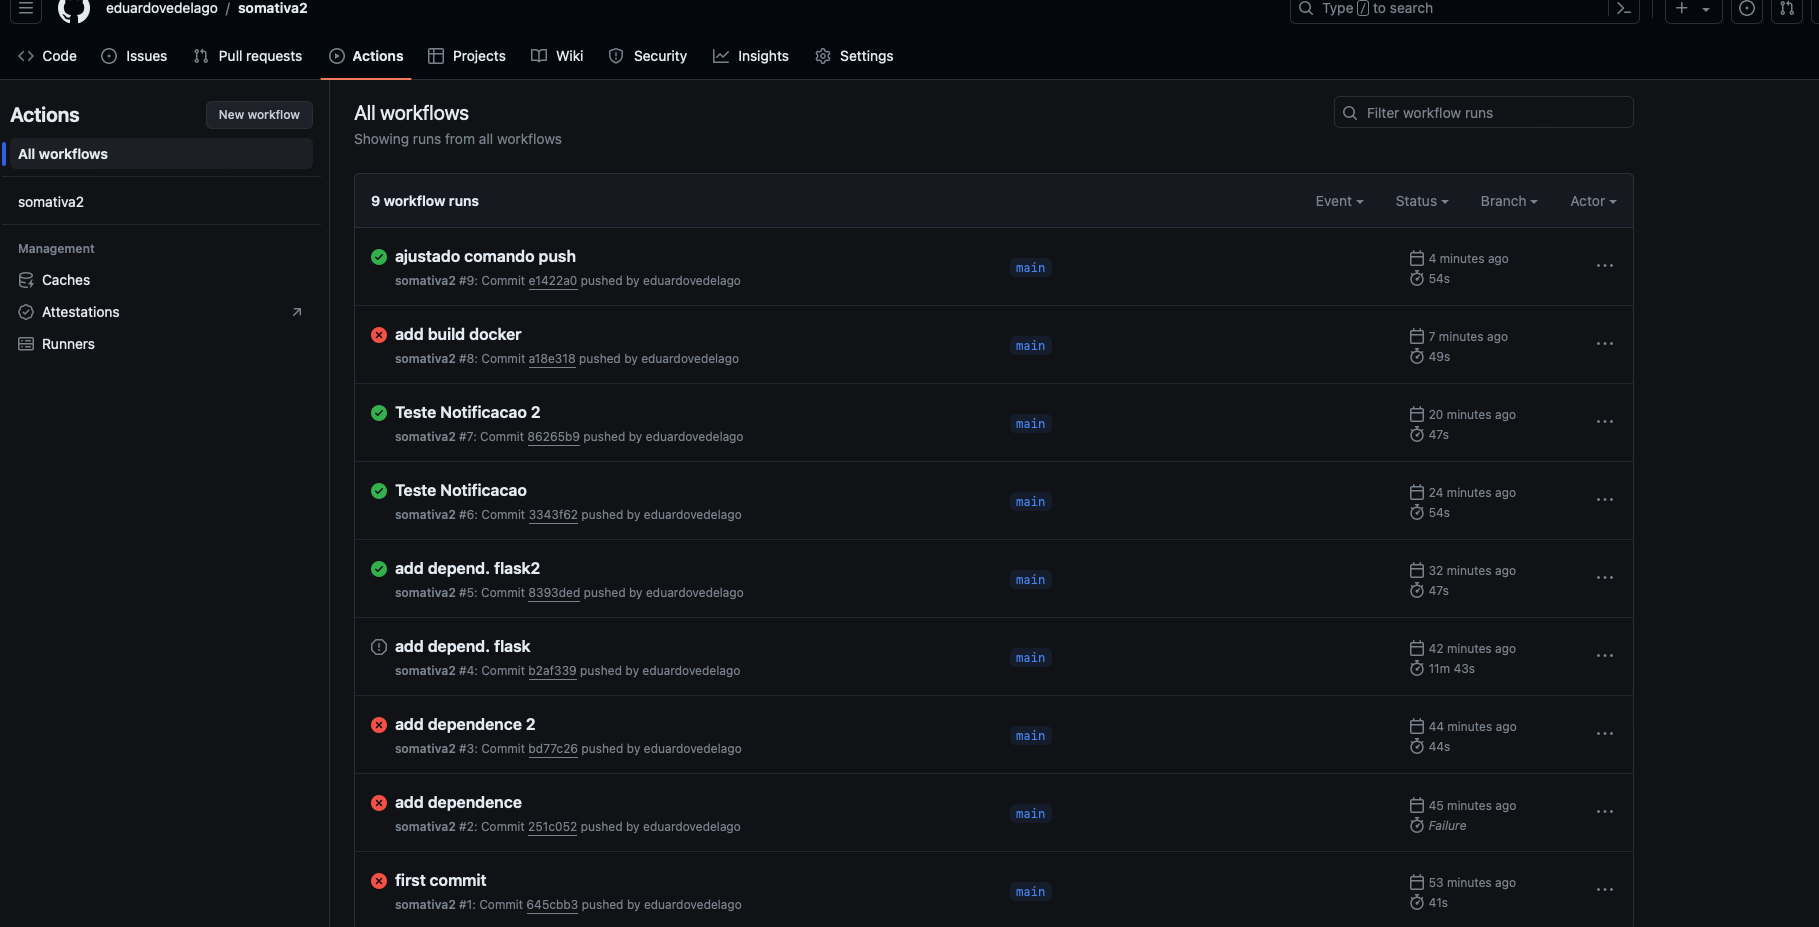 eduardovedelago / somativa2
Type / to search
Code Issues Pull requests Actions Projects Wiki Security Insights Settings
Actions
New workflow
All workflows
somativa2
Management
Caches
Attestations
Runners
All workflows
Showing runs from all workflows
Filter workflow runs
9 workflow runs
Event Status Branch Actor
ajustado comando push
somativa2 #9: Commit e1422a0 pushed by eduardovedelago
main
4 minutes ago
54s
add build docker
somativa2 #8: Commit a18e318 pushed by eduardovedelago
main
7 minutes ago
49s
Teste Notificacao 2
somativa2 #7: Commit 86265b9 pushed by eduardovedelago
main
20 minutes ago
47s
Teste Notificacao
somativa2 #6: Commit 3343f62 pushed by eduardovedelago
main
24 minutes ago
54s
add depend. flask2
somativa2 #5: Commit 8393ded pushed by eduardovedelago
main
32 minutes ago
47s
add depend. flask
somativa2 #4: Commit b2af339 pushed by eduardovedelago
main
42 minutes ago
11m 43s
add dependence 2
somativa2 #3: Commit bd77c26 pushed by eduardovedelago
main
44 minutes ago
44s
add dependence
somativa2 #2: Commit 251c052 pushed by eduardovedelago
main
45 minutes ago
Failure
first commit
somativa2 #1: Commit 645cbb3 pushed by eduardovedelago
main
53 minutes ago
41s